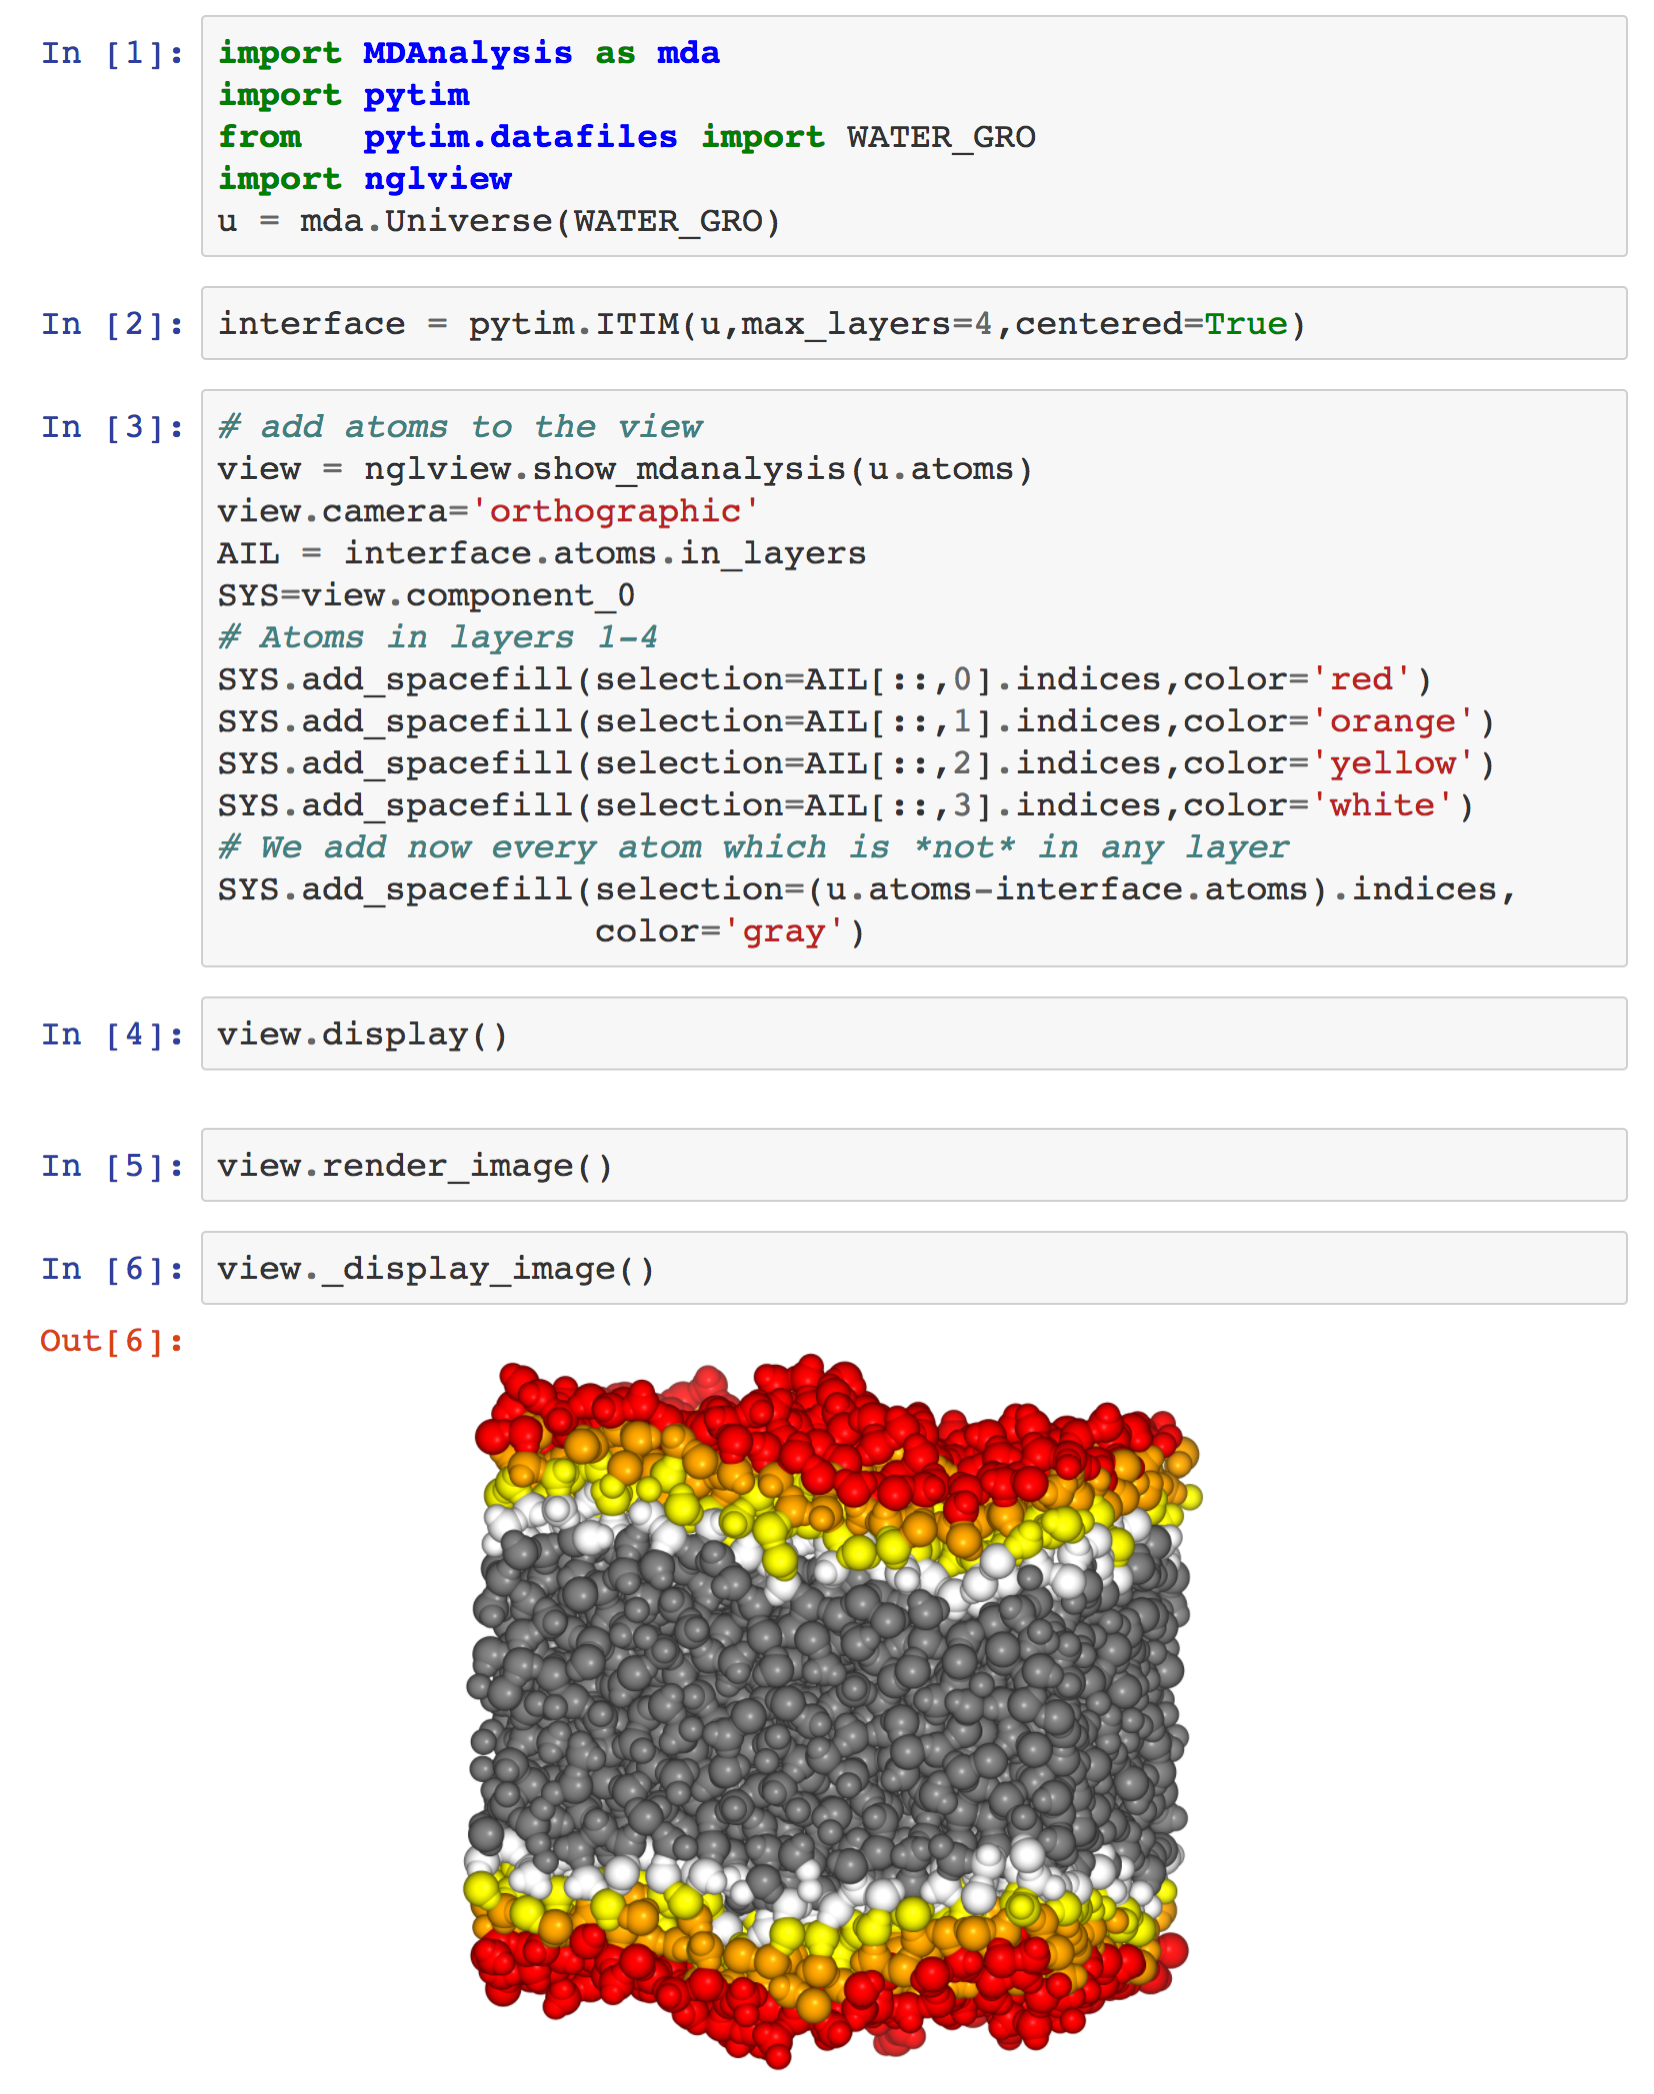 In [1]: import MDAnalysis as mda
import pytim
from   pytim.datafiles import WATER_GRO
import nglview
u = mda.Universe(WATER_GRO)
In [2]: interface = pytim.ITIM(u,max_layers=4,centered=True)
In [3]: # add atoms to the view
view = nglview.show_mdanalysis(u.atoms)
view.camera='orthographic'
AIL = interface.atoms.in_layers
SYS=view.component_0
# Atoms in layers 1-4
SYS.add_spacefill(selection=AIL[::,0].indices,color='red')
SYS.add_spacefill(selection=AIL[::,1].indices,color='orange')
SYS.add_spacefill(selection=AIL[::,2].indices,color='yellow')
SYS.add_spacefill(selection=AIL[::,3].indices,color='white')
# We add now every atom which is *not* in any layer
SYS.add_spacefill(selection=(u.atoms-interface.atoms).indices,
                  color='gray')
In [4]: view.display()
In [5]: view.render_image()
In [6]: view._display_image()
Out[6]: